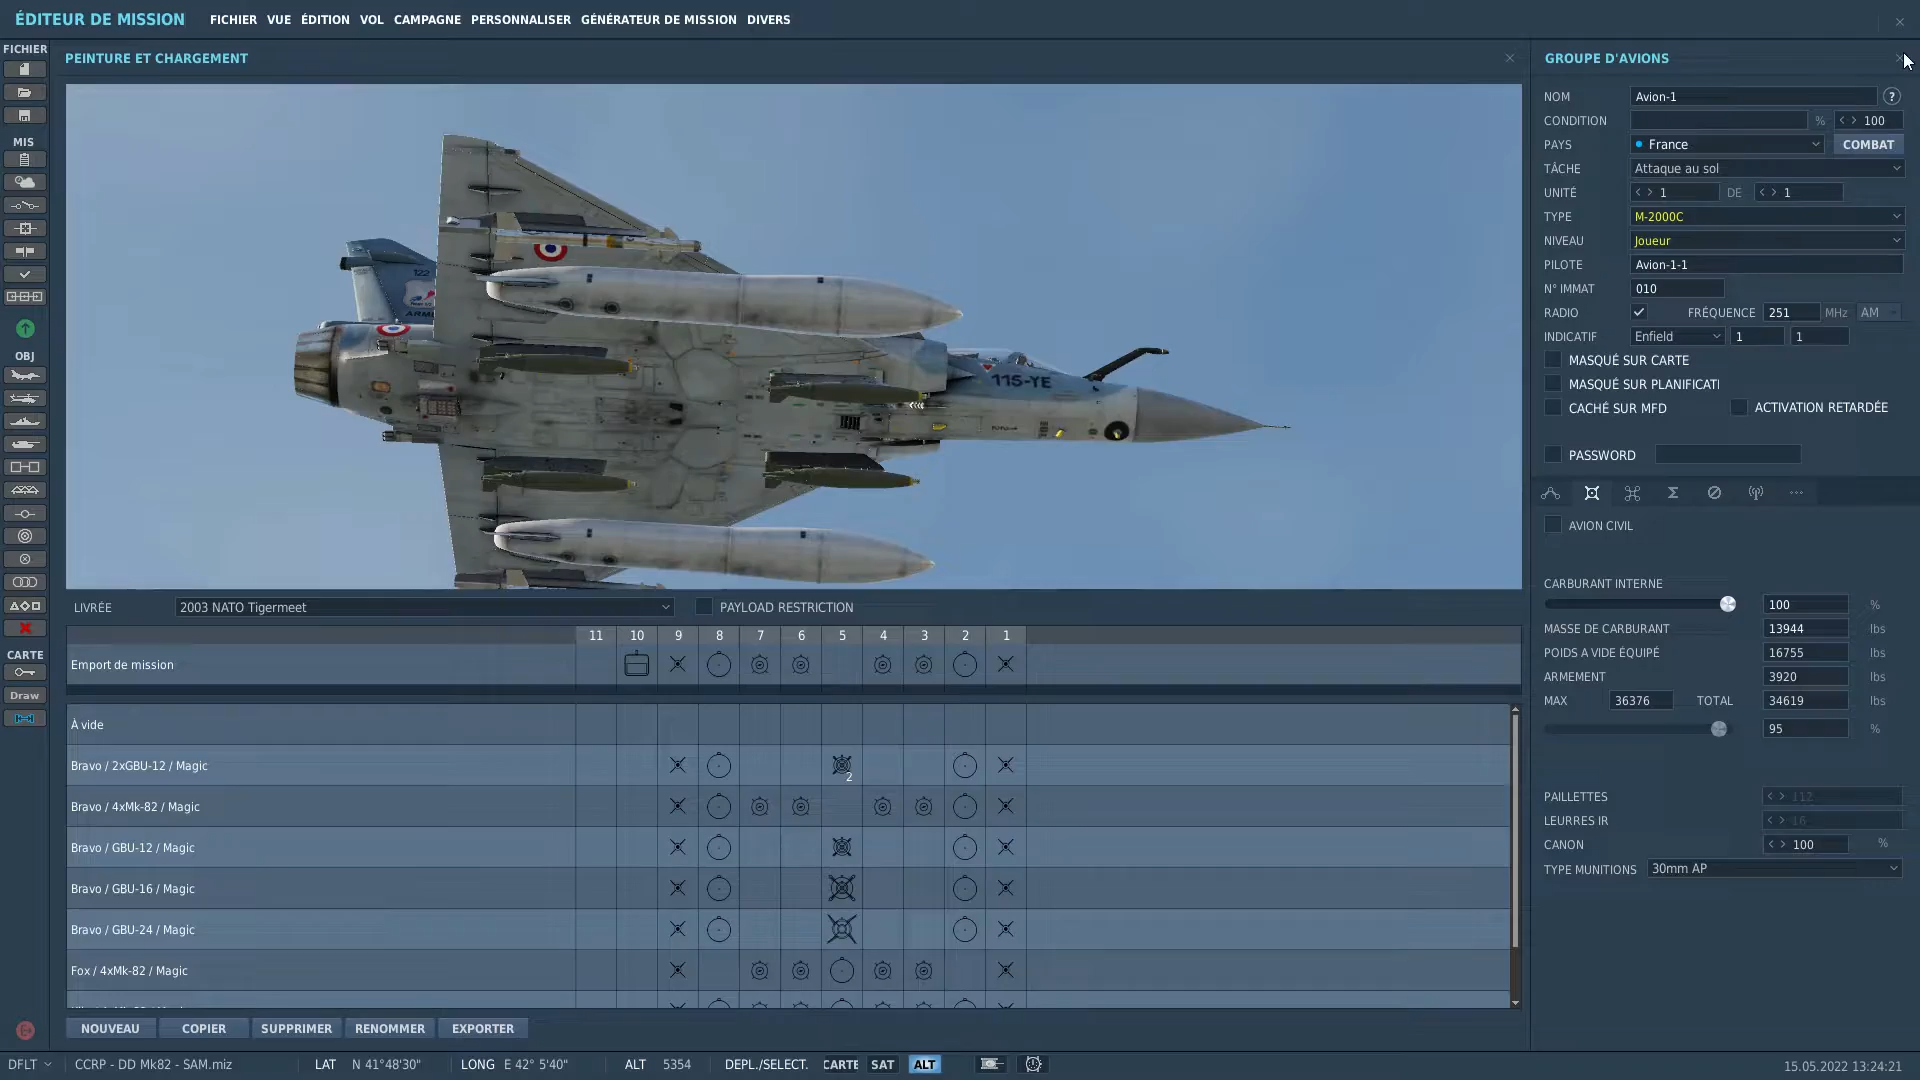 ÉDITEUR DE MISSION FICHIER VUE ÉDITION VOL CAMPAGNE PERSONNALISER GÉNÉRATEUR DE MISSION DIVERS
FICHIER
PEINTURE ET CHARGEMENT
GROUPE D'AVIONS
NOM Avion-1 ?
CONDITION % 100
MIS
PAYS France COMBAT
TÂCHE Attaque au sol
UNITÉ 1 DE 1
TYPE M-2000C
NIVEAU Joueur
PILOTE Avion-1-1
N° IMMAT 010
RADIO FRÉQUENCE 251 MHz AM
INDICATIF Enfield 1 1
OBJ
MASQUÉ SUR CARTE
MASQUÉ SUR PLANIFICATI
CACHÉ SUR MFD ACTIVATION RETARDÉE
PASSWORD
122
115-YE
AVION CIVIL
CARBURANT INTERNE
100 %
MASSE DE CARBURANT 13944 lbs
POIDS A VIDE ÉQUIPÉ 16755 lbs
ARMEMENT 3920 lbs
MAX 36376 TOTAL 34619 lbs
95 %
PAILLETTES 112
LEURRES IR 16
CANON 100 %
TYPE MUNITIONS 30mm AP
LIVRÉE 2003 NATO Tigermeet PAYLOAD RESTRICTION
11 10 9 8 7 6 5 4 3 2 1
Emport de mission
CARTE
Draw
À vide
Bravo / 2xGBU-12 / Magic 2
Bravo / 4xMk-82 / Magic
Bravo / GBU-12 / Magic
Bravo / GBU-16 / Magic
Bravo / GBU-24 / Magic
Fox / 4xMk-82 / Magic
NOUVEAU COPIER SUPPRIMER RENOMMER EXPORTER
DFLT CCRP - DD Mk82 - SAM.miz LAT N 41°48'30" LONG E 42° 5'40" ALT 5354 DEPL./SELECT. CARTE SAT ALT 15.05.2022 13:24:21